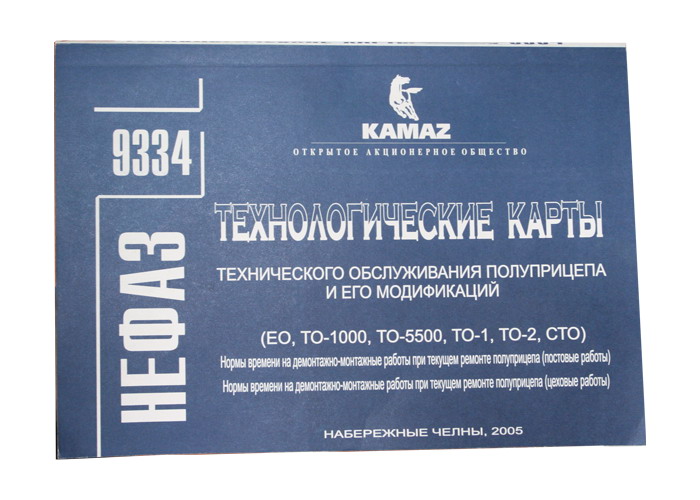 KAMAZ
ОТКРЫТОЕ АКЦИОНЕРНОЕ ОБЩЕСТВО
9334
НЕФАЗ
ТЕХНОЛОГИЧЕСКИЕ КАРТЫ
ТЕХНИЧЕСКОГО ОБСЛУЖИВАНИЯ ПОЛУПРИЦЕПА
И ЕГО МОДИФИКАЦИЙ
(ЕО, ТО-1000, ТО-5500, ТО-1, ТО-2, СТО)
Нормы времени на демонтажно-монтажные работы при текущем ремонте полуприцепа (постовые работы)
Нормы времени на демонтажно-монтажные работы при текущем ремонте полуприцепа (цеховые работы)
НАБЕРЕЖНЫЕ ЧЕЛНЫ, 2005